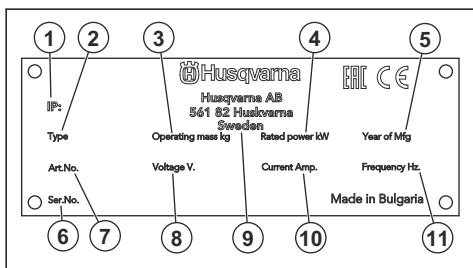 1 2 3 4 5
Husqvarna EAC CE
IP:
Husqvarna AB
561 82 Huskvarna
Sweden
Type Operating mass kg Rated power kW Year of Mfg
Art.No. Voltage V. Current Amp. Frequency Hz.
Ser.No. Made in Bulgaria
6 7 8 9 10 11